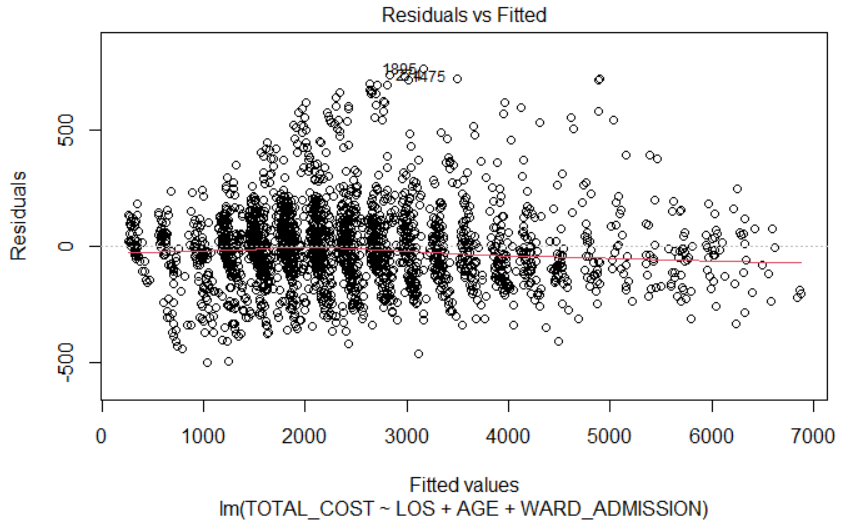 Residuals vs Fitted
1895
Residuals
500
0
-500
0 1000 2000 3000 4000 5000 6000 7000
Fitted values
lm(TOTAL_COST ~ LOS + AGE + WARD_ADMISSION)